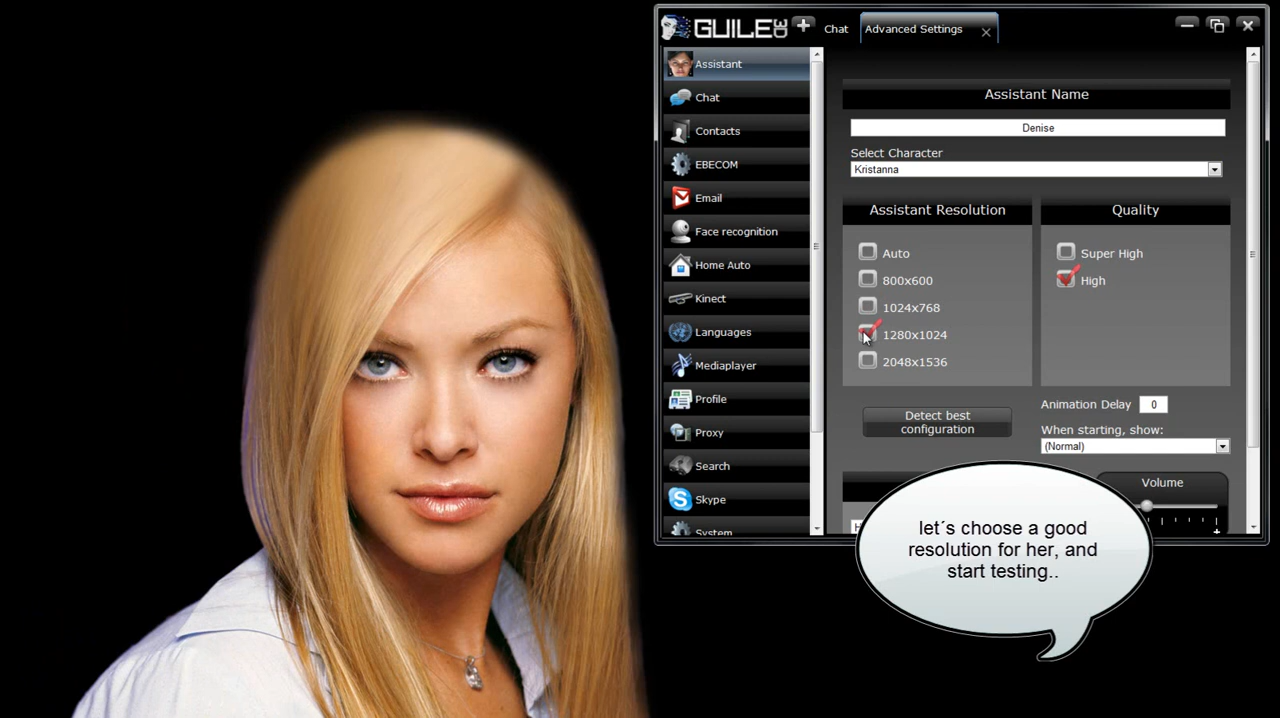 GUILE3D
Chat
Advanced Settings
Assistant
Chat
Contacts
EBECOM
Email
Face recognition
Home Auto
Kinect
Languages
Mediaplayer
Profile
Proxy
Search
Skype
System
Assistant Name
Denise
Select Character
Kristanna
Assistant Resolution
Auto
800x600
1024x768
1280x1024
2048x1536
Quality
Super High
High
Detect best
configuration
Animation Delay 0
When starting, show:
(Normal)
Volume
let´s choose a good
resolution for her, and
start testing..